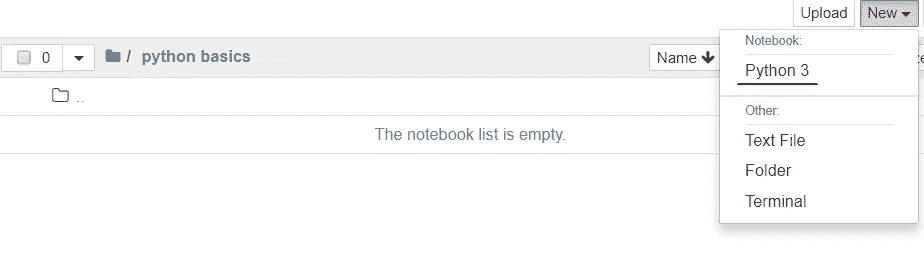 Upload New
0 / python basics Name
Notebook:
Python 3
..
Other:
The notebook list is empty.
Text File
Folder
Terminal